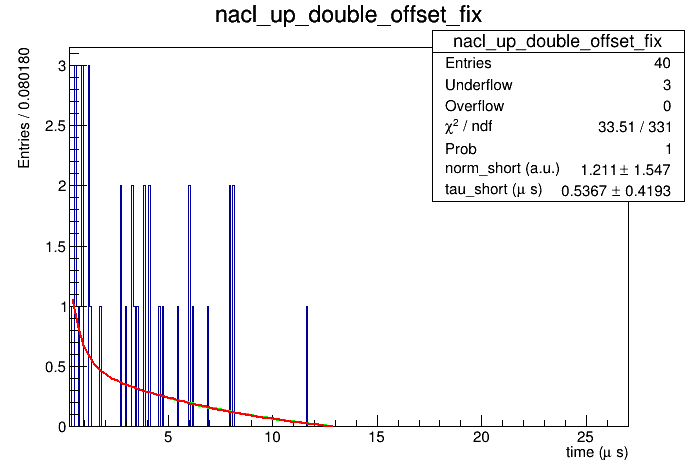 nacl_up_double_offset_fix
nacl_up_double_offset_fix
Entries 40
Underflow 3
Overflow 0
χ² / ndf 33.51 / 331
Prob 1
norm_short (a.u.) 1.211 ± 1.547
tau_short (μ s) 0.5367 ± 0.4193
Entries / 0.080180
3
2.5
2
1.5
1
0.5
0
5 10 15 20 25
time (μ s)